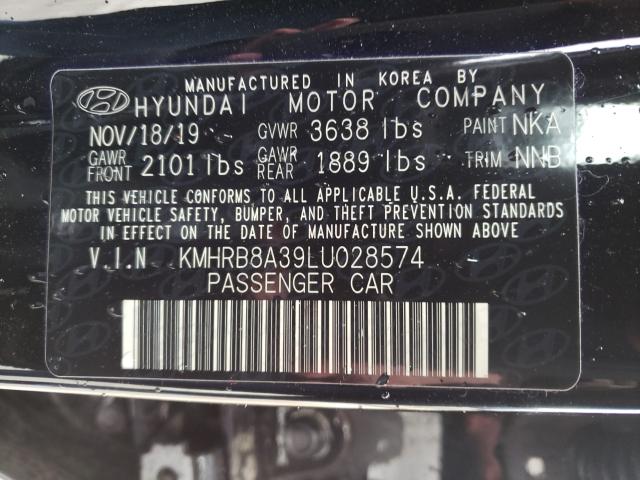 MANUFACTURED IN KOREA BY
HYUNDAI MOTOR COMPANY
NOV/18/19 GVWR 3638 lbs PAINT NKA
GAWR FRONT 2101 lbs GAWR REAR 1889 lbs TRIM NNB
THIS VEHICLE CONFORMS TO ALL APPLICABLE U.S.A. FEDERAL
MOTOR VEHICLE SAFETY, BUMPER, AND THEFT PREVENTION STANDARDS
IN EFFECT ON THE DATE OF MANUFACTURE SHOWN ABOVE
V.I.N KMHRB8A39LU028574
PASSENGER CAR